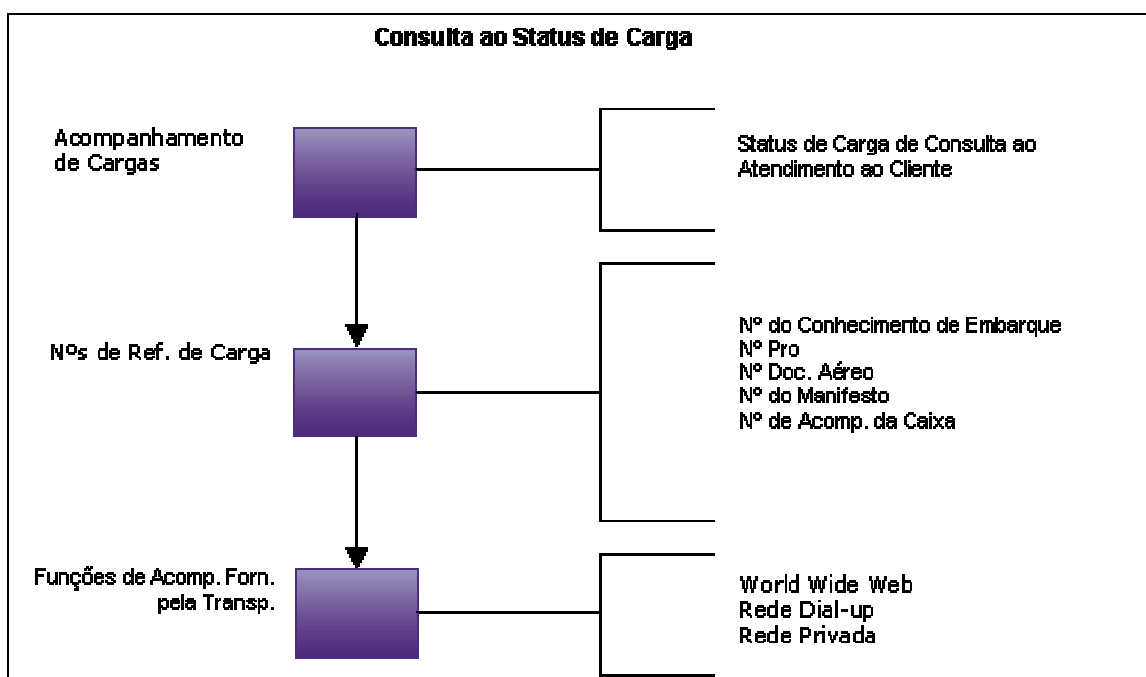 Consulta ao Status de Carga
Acompanhamento
de Cargas
Status de Carga de Consulta ao
Atendimento ao Cliente
Nºs de Ref. de Carga
Nº do Conhecimento de Embarque
Nº Pro
Nº Doc. Aéreo
Nº do Manifesto
Nº de Acomp. da Caixa
Funções de Acomp. Forn.
pela Transp.
World Wide Web
Rede Dial-up
Rede Privada